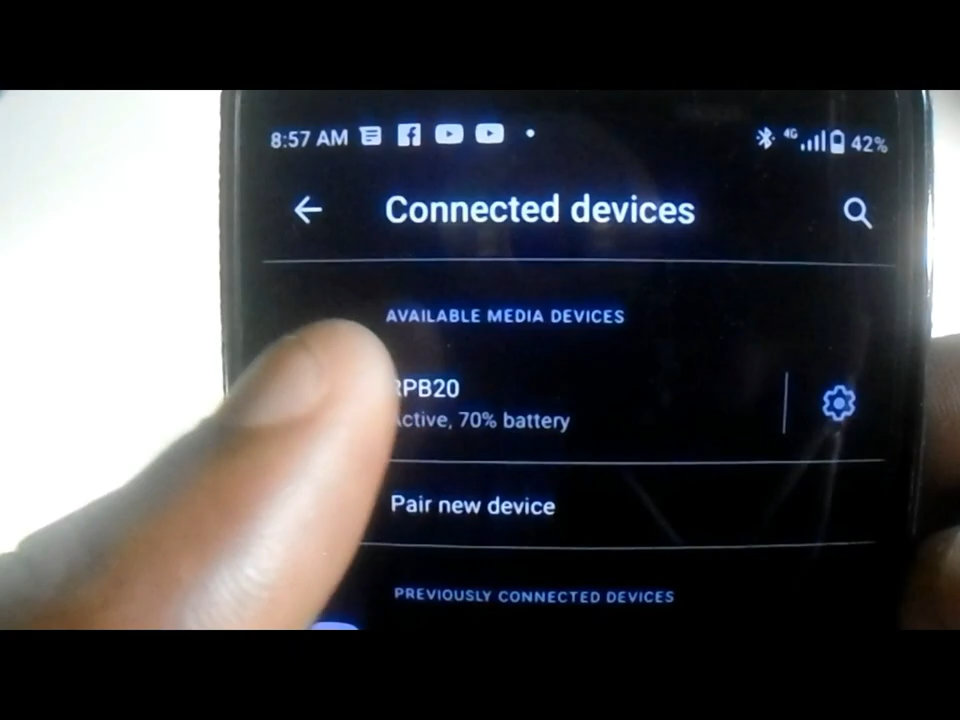 8:57 AM 4G 42%
Connected devices
AVAILABLE MEDIA DEVICES
RPB20
Active, 70% battery
Pair new device
PREVIOUSLY CONNECTED DEVICES